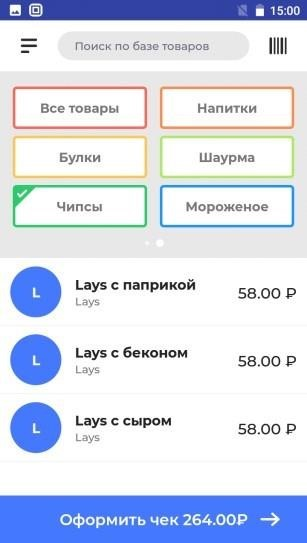 15:00
Поиск по базе товаров
Все товары
Напитки
Булки
Шаурма
Чипсы
Мороженое
L
Lays с паприкой
Lays
58.00 ₽
L
Lays с беконом
Lays
58.00 ₽
L
Lays с сыром
Lays
58.00 ₽
Оформить чек 264.00₽